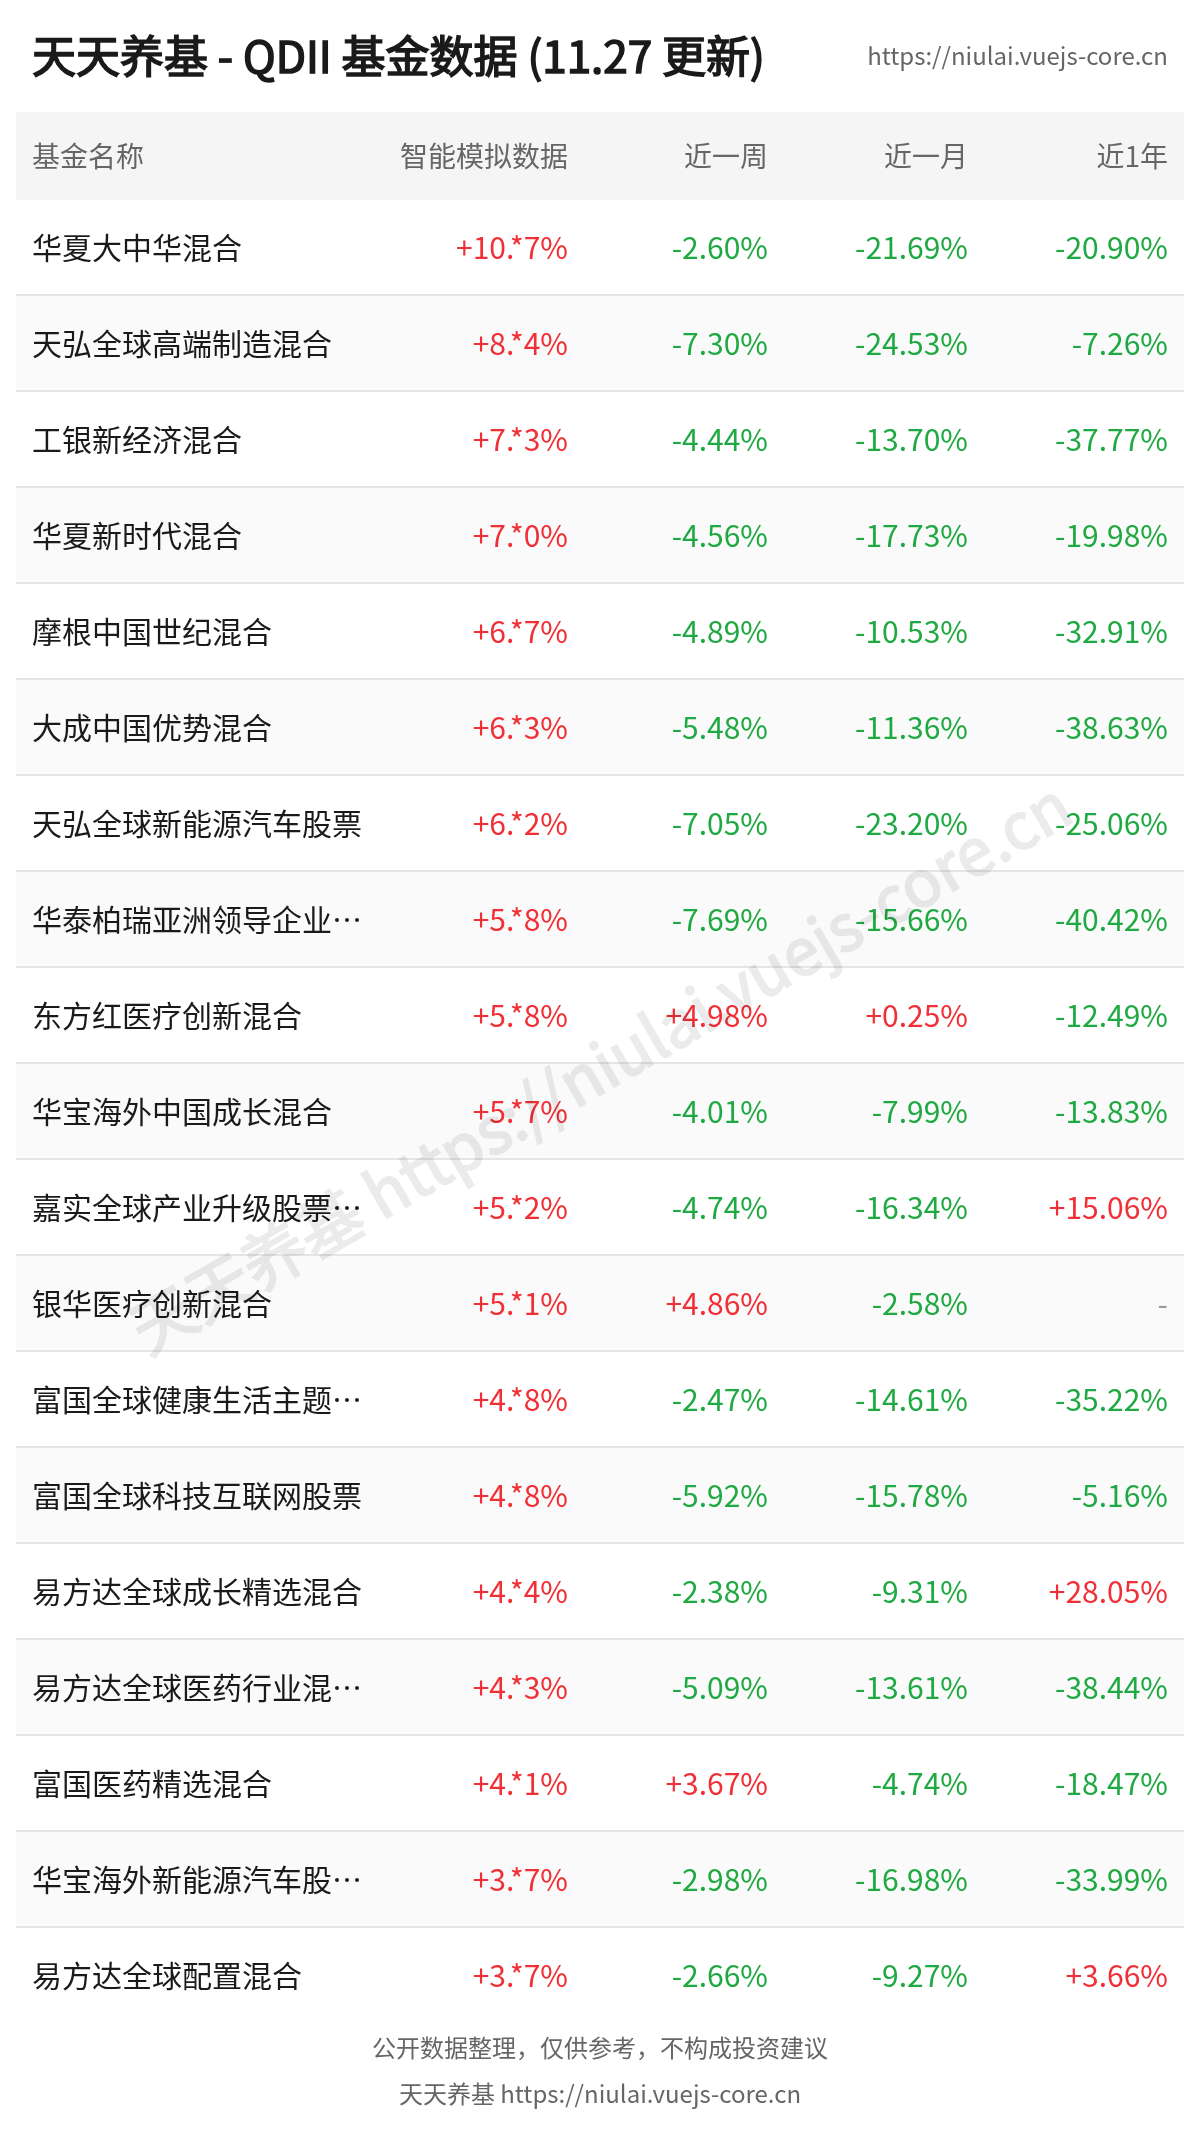 天天养基 - QDII 基金数据 (11.27 更新) https://niulai.vuejs-core.cn
基金名称 智能模拟数据 近一周 近一月 近1年
华夏大中华混合 +10.*7% -2.60% -21.69% -20.90%
天弘全球高端制造混合 +8.*4% -7.30% -24.53% -7.26%
工银新经济混合 +7.*3% -4.44% -13.70% -37.77%
华夏新时代混合 +7.*0% -4.56% -17.73% -19.98%
摩根中国世纪混合 +6.*7% -4.89% -10.53% -32.91%
大成中国优势混合 +6.*3% -5.48% -11.36% -38.63%
天弘全球新能源汽车股票 +6.*2% -7.05% -23.20% -25.06%
华泰柏瑞亚洲领导企业… +5.*8% -7.69% -15.66% -40.42%
东方红医疗创新混合 +5.*8% +4.98% +0.25% -12.49%
华宝海外中国成长混合 +5.*7% -4.01% -7.99% -13.83%
嘉实全球产业升级股票… +5.*2% -4.74% -16.34% +15.06%
银华医疗创新混合 +5.*1% +4.86% -2.58% -
富国全球健康生活主题… +4.*8% -2.47% -14.61% -35.22%
富国全球科技互联网股票 +4.*8% -5.92% -15.78% -5.16%
易方达全球成长精选混合 +4.*4% -2.38% -9.31% +28.05%
易方达全球医药行业混… +4.*3% -5.09% -13.61% -38.44%
富国医药精选混合 +4.*1% +3.67% -4.74% -18.47%
华宝海外新能源汽车股… +3.*7% -2.98% -16.98% -33.99%
易方达全球配置混合 +3.*7% -2.66% -9.27% +3.66%
公开数据整理，仅供参考，不构成投资建议
天天养基 https://niulai.vuejs-core.cn
天天养基 https://niulai.vuejs-core.cn